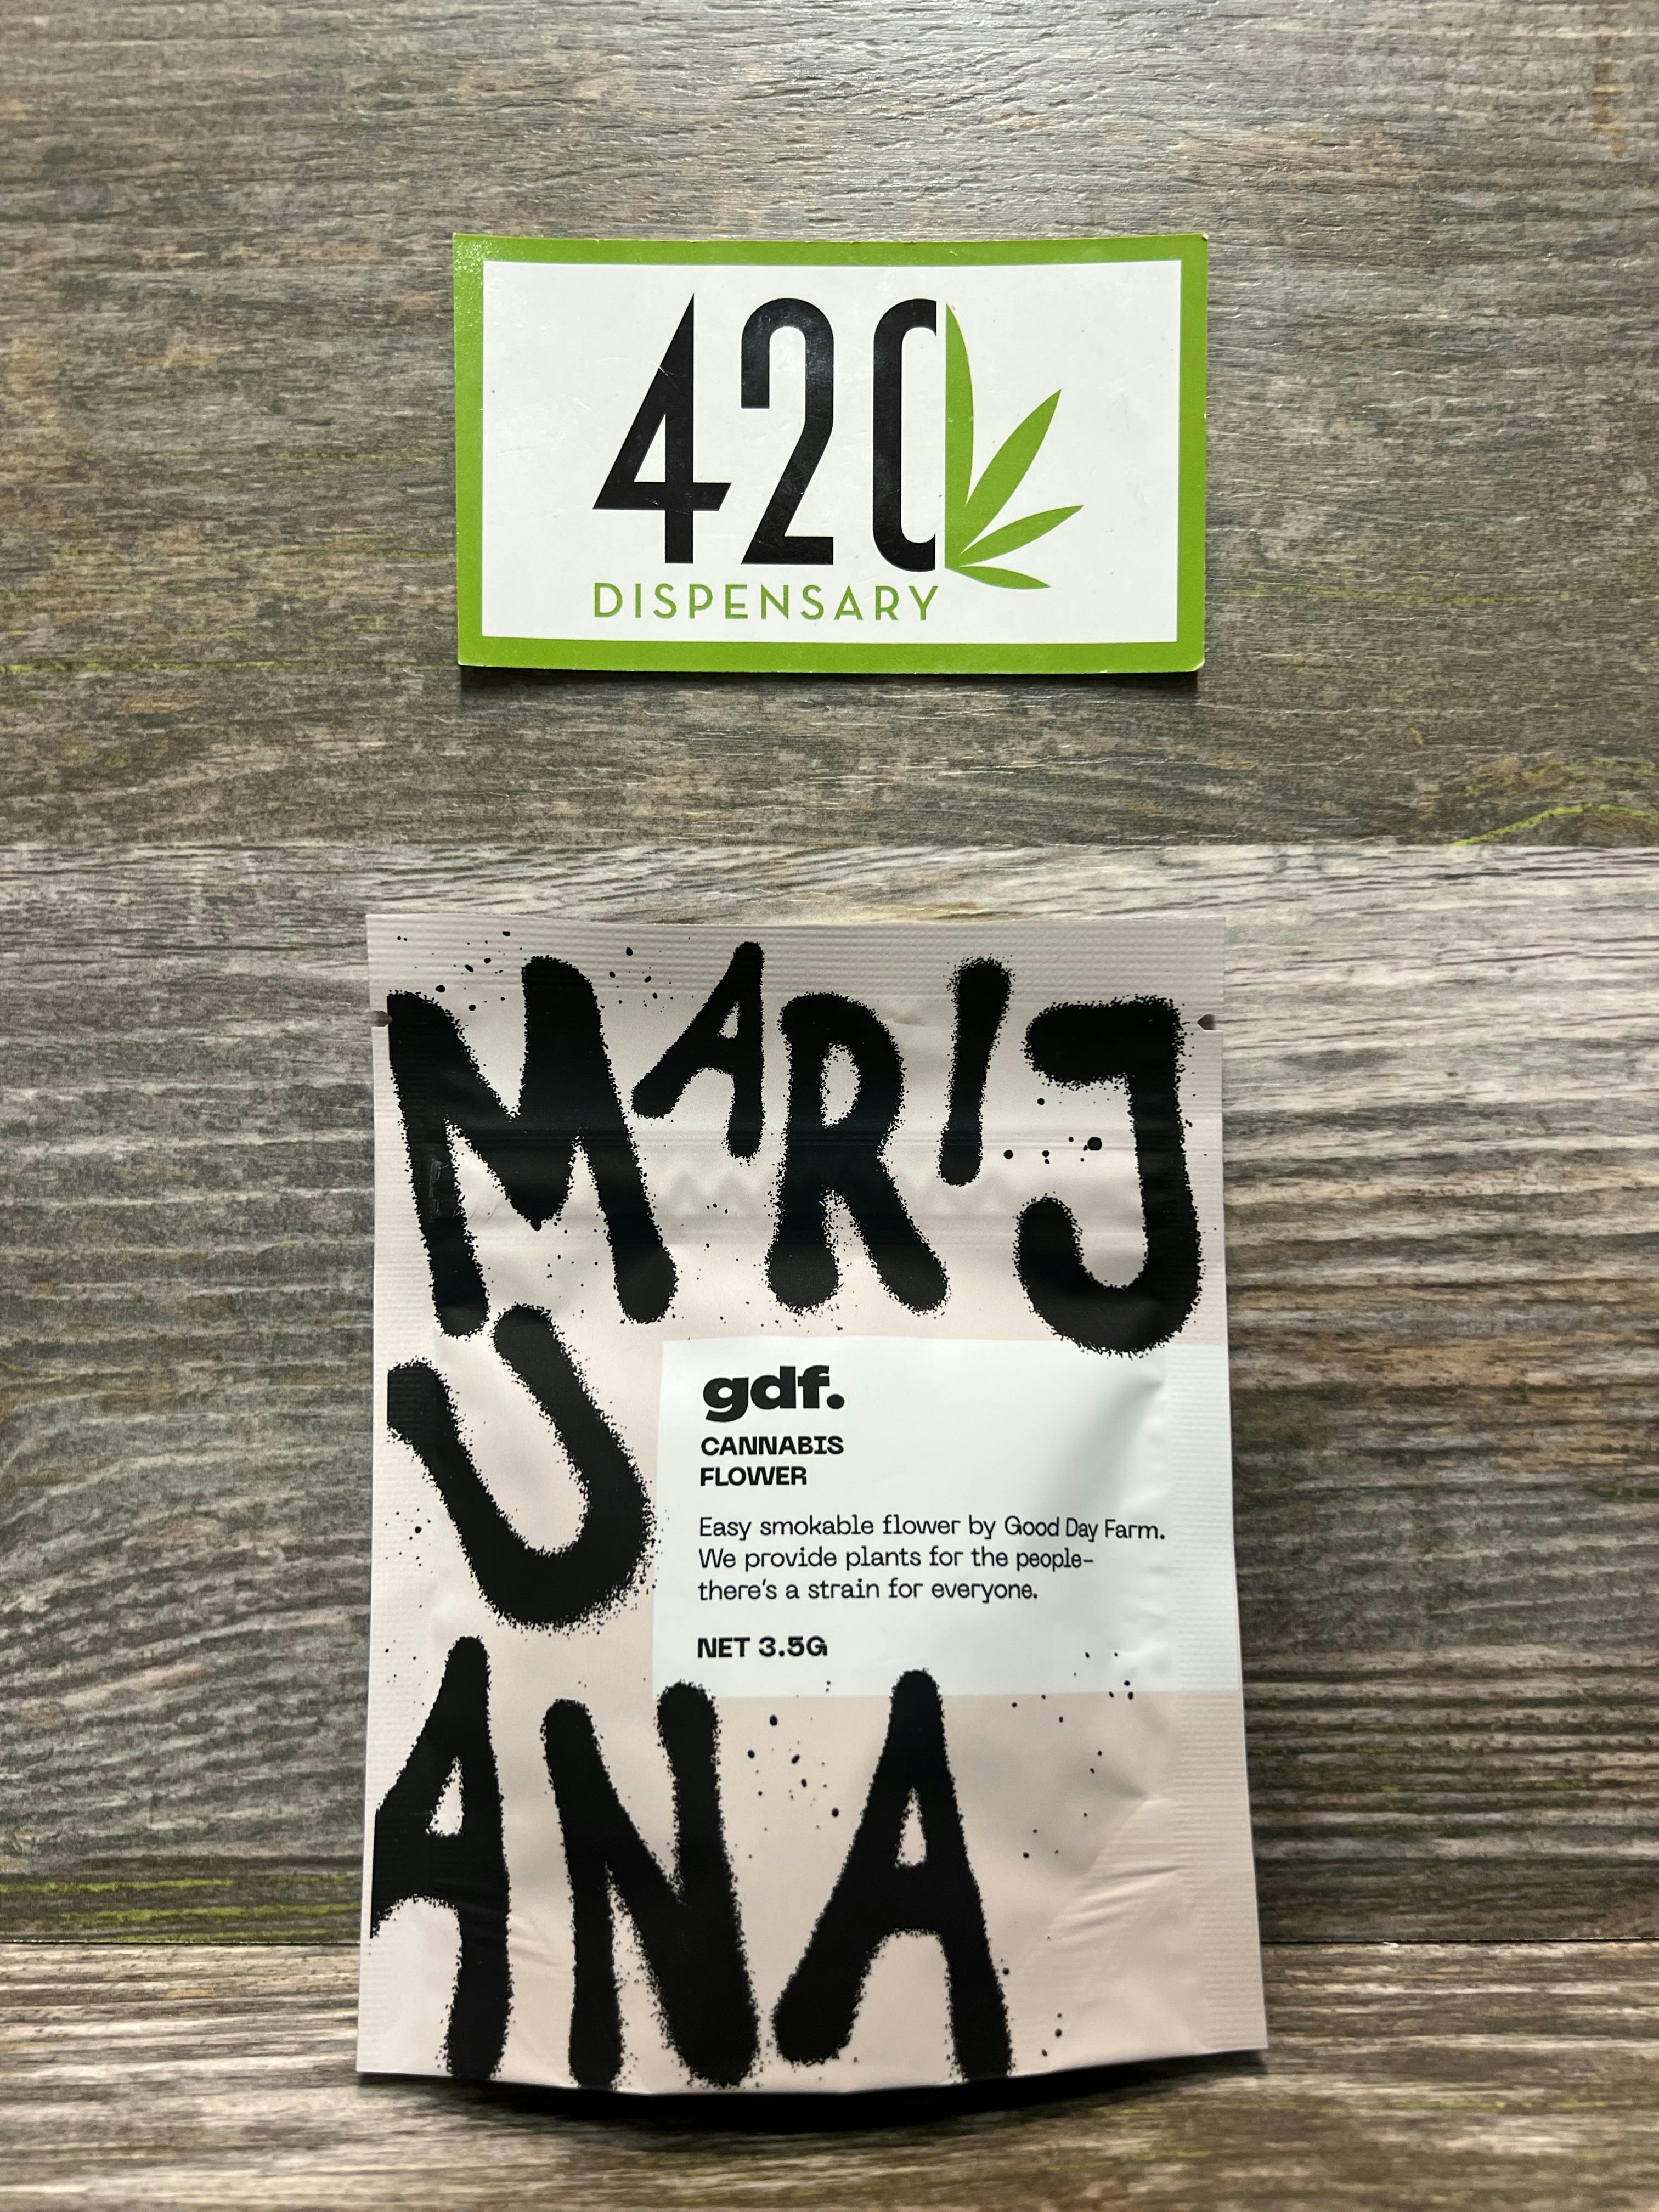 420
DISPENSARY
MARIJ
U
ANA
gdf.
CANNABIS
FLOWER
Easy smokable flower by Good Day Farm.
We provide plants for the people–
there's a strain for everyone.
NET 3.5G